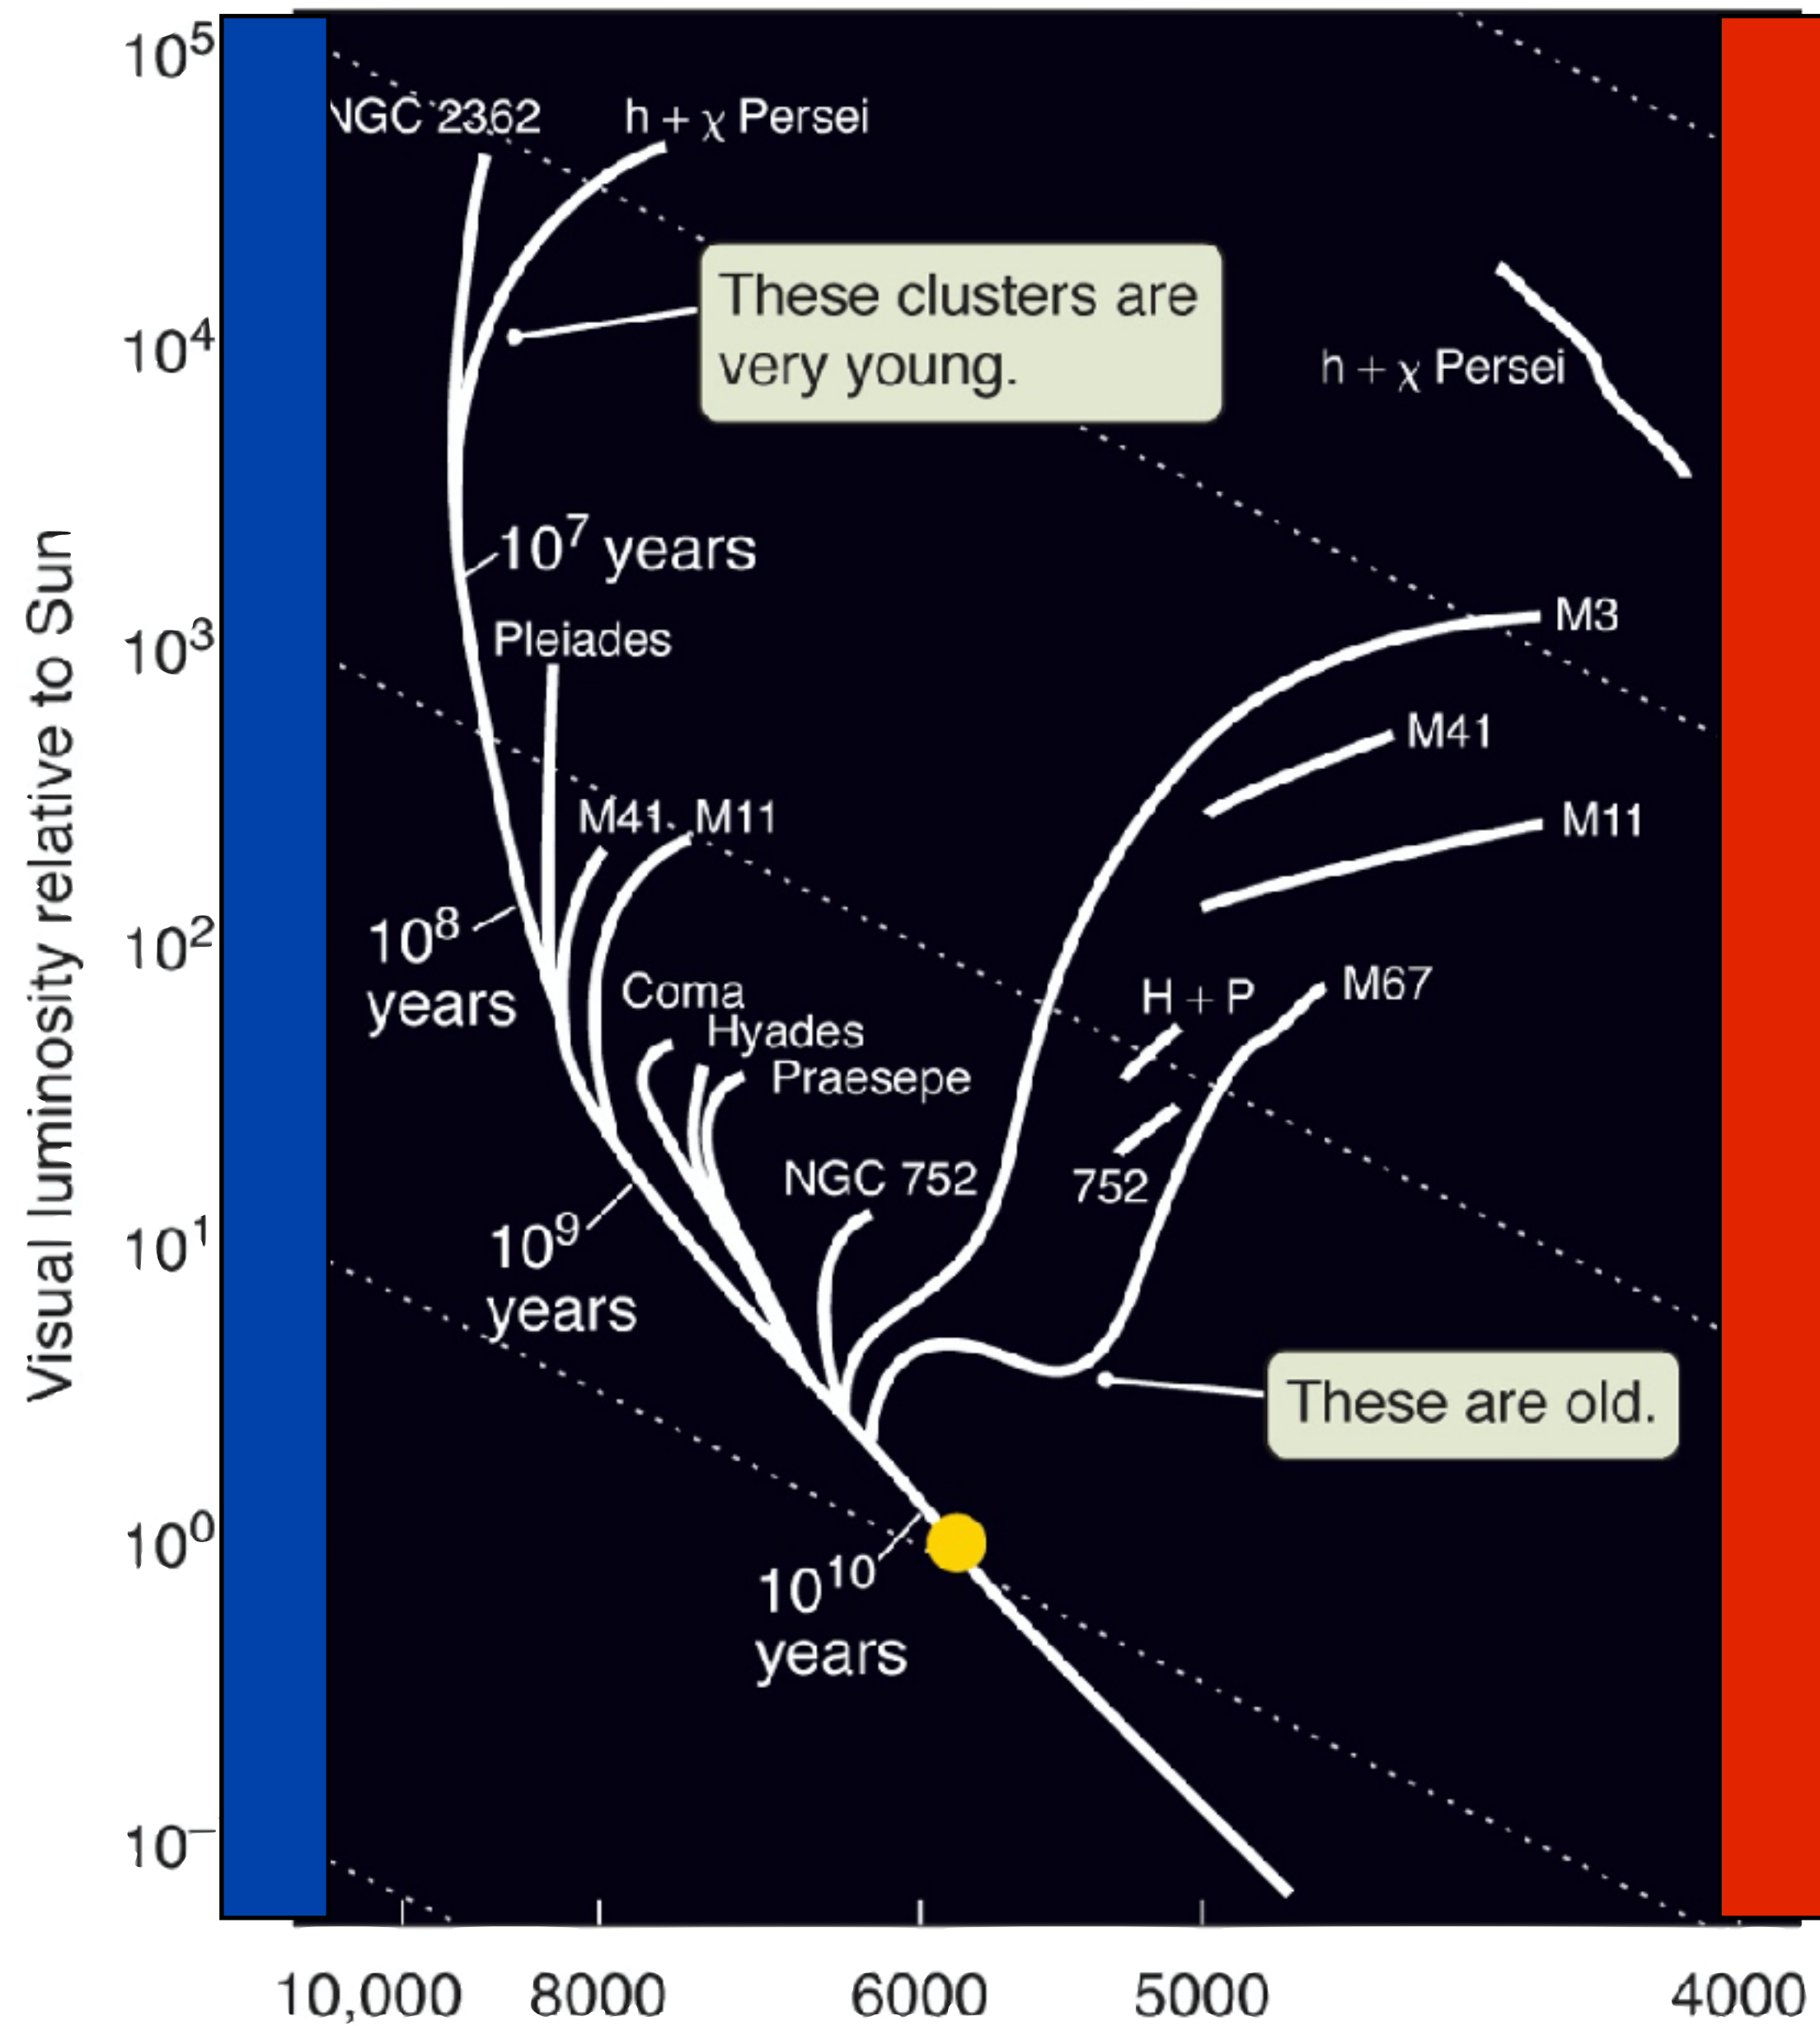 10⁵
NGC 2362
h + χ Persei
These clusters are
very young.
10⁴
h + χ Persei
10⁷ years
Visual luminosity relative to Sun
10³
Pleiades
M3
M41
M41
M11
M11
10⁸
years
10²
Coma
Hyades
Praesepe
H + P
M67
NGC 752
752
10¹
10⁹
years
These are old.
10⁰
10¹⁰
years
10⁻
10,000
8000
6000
5000
4000